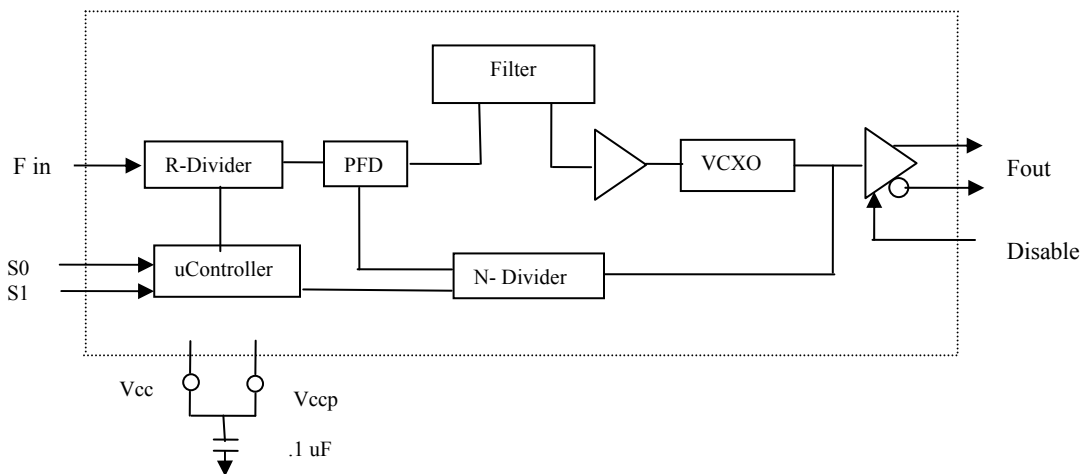 Filter
F in
R-Divider
PFD
VCXO
Fout
S0
S1
uController
N- Divider
Disable
Vcc
Vccp
.1 uF